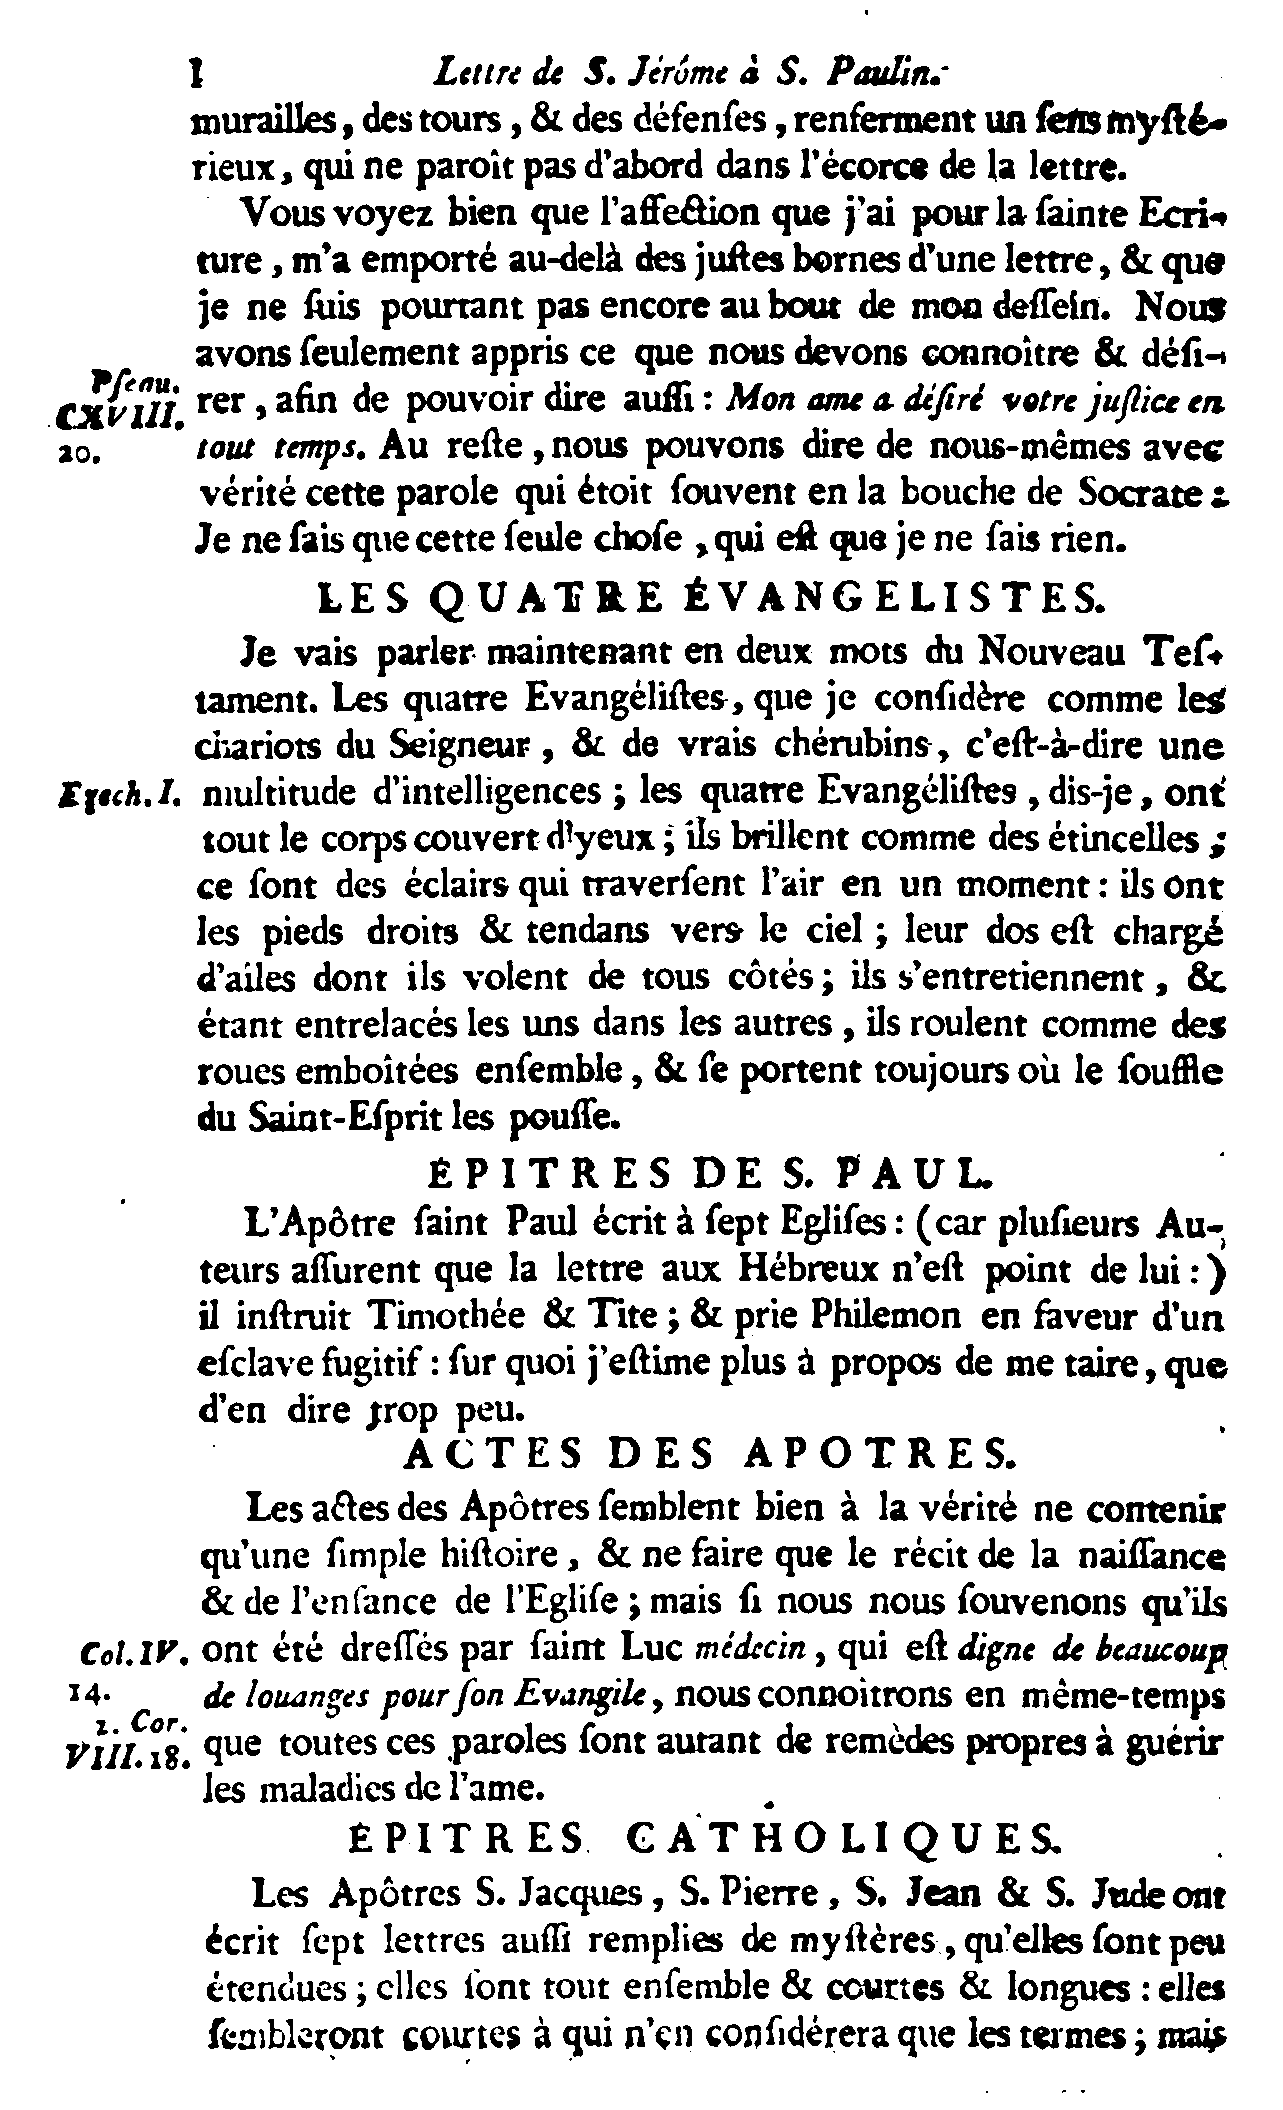 l Lettre de S. Jérôme à S. Paulin.
murailles, des tours, & des défenſes, renferment un ſens myſté-
rieux, qui ne paroît pas d'abord dans l'écorce de la lettre.
Vous voyez bien que l'affection que j'ai pour la ſainte Ecri-
ture, m'a emporté au-delà des juſtes bornes d'une lettre, & que
je ne ſuis pourtant pas encore au bout de mon deſſein. Nous
avons ſeulement appris ce que nous devons connoître & déſi-
Pſeau.
CXVIII.
20.
rer, afin de pouvoir dire auſſi : Mon ame a déſiré votre juſtice en
tout temps. Au reſte, nous pouvons dire de nous-mêmes avec
vérité cette parole qui étoit ſouvent en la bouche de Socrate :
Je ne ſais que cette ſeule choſe, qui eſt que je ne ſais rien.
LES QUATRE ÉVANGELISTES.
Je vais parler maintenant en deux mots du Nouveau Teſ-
tament. Les quatre Evangéliſtes, que je conſidère comme les
chariots du Seigneur, & de vrais chérubins, c'eſt-à-dire une
Ezech. I. multitude d'intelligences ; les quatre Evangéliſtes, dis-je, ont
tout le corps couvert d'yeux ; ils brillent comme des étincelles ;
ce ſont des éclairs qui traverſent l'air en un moment : ils ont
les pieds droits & tendans vers le ciel ; leur dos eſt chargé
d'ailes dont ils volent de tous côtés ; ils s'entretiennent, &
étant entrelacés les uns dans les autres, ils roulent comme des
roues emboîtées enſemble, & ſe portent toujours où le ſouffle
du Saint-Eſprit les pouſſe.
ÉPITRES DE S. PAUL.
L'Apôtre ſaint Paul écrit à ſept Egliſes : (car pluſieurs Au-
teurs aſſurent que la lettre aux Hébreux n'eſt point de lui :)
il inſtruit Timothée & Tite ; & prie Philemon en faveur d'un
eſclave fugitif : ſur quoi j'eſtime plus à propos de me taire, que
d'en dire trop peu.
ACTES DES APOTRES.
Les actes des Apôtres ſemblent bien à la vérité ne contenir
qu'une ſimple hiſtoire, & ne faire que le récit de la naiſſance
& de l'enfance de l'Egliſe ; mais ſi nous nous ſouvenons qu'ils
Col. IV.
14.
2. Cor.
VIII. 18.
ont été dreſſés par ſaint Luc médecin, qui eſt digne de beaucoup
de louanges pour ſon Evangile, nous connoitrons en même-temps
que toutes ces paroles ſont autant de remèdes propres à guérir
les maladies de l'ame.
ÉPITRES CATHOLIQUES.
Les Apôtres S. Jacques, S. Pierre, S. Jean & S. Jude ont
écrit ſept lettres auſſi remplies de myſtères, qu'elles ſont peu
étendues ; elles ſont tout enſemble & courtes & longues : elles
ſembleront courtes à qui n'en conſidérera que les termes ; mais